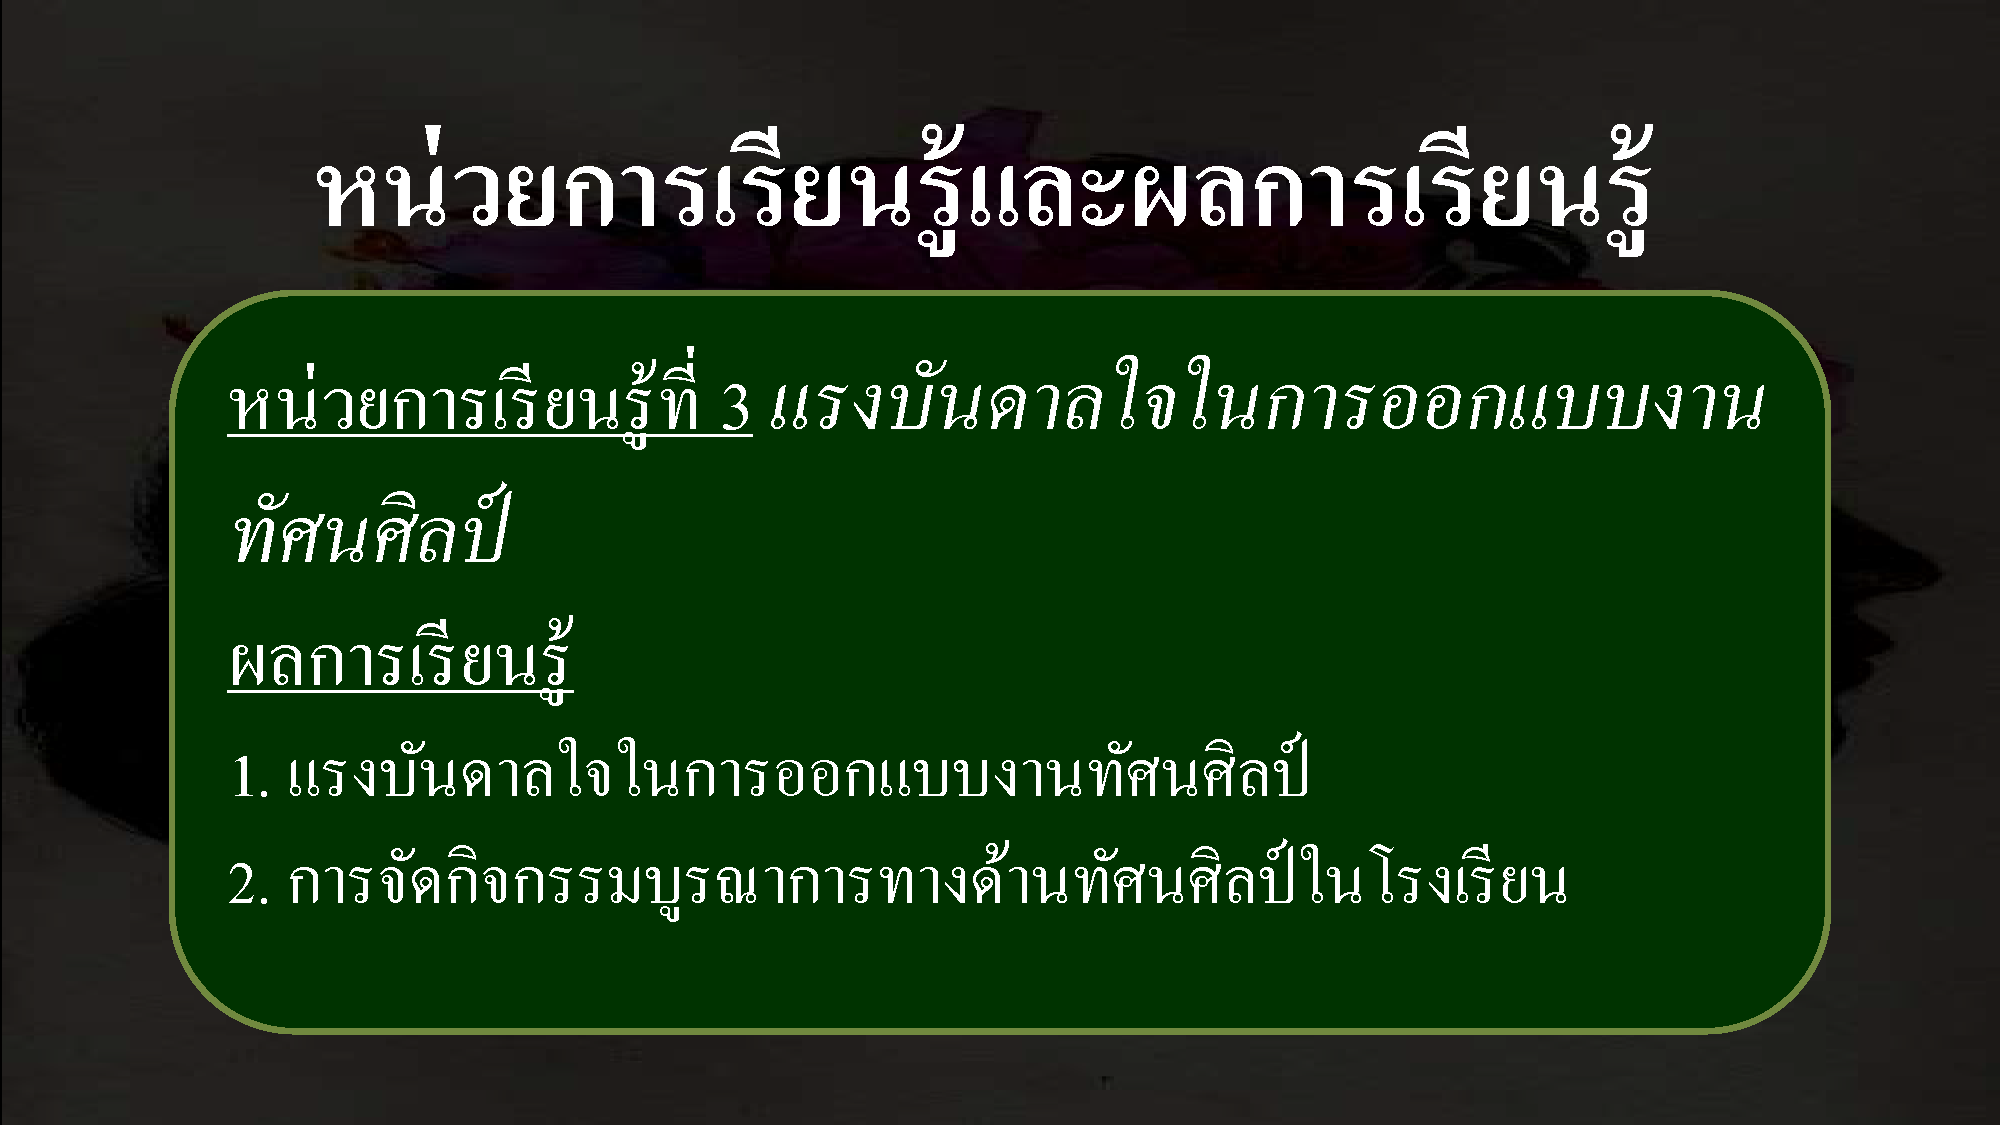 หน่วยการเรียนรู้และผลการเรียนรู้
หน่วยการเรียนรู้ที่ 3 แรงบันดาลใจในการออกแบบงาน
ทัศนศิลป์
ผลการเรียนรู้
1. แรงบันดาลใจในการออกแบบงานทัศนศิลป์
2. การจัดกิจกรรมบูรณาการทางด้านทัศนศิลป์ในโรงเรียน